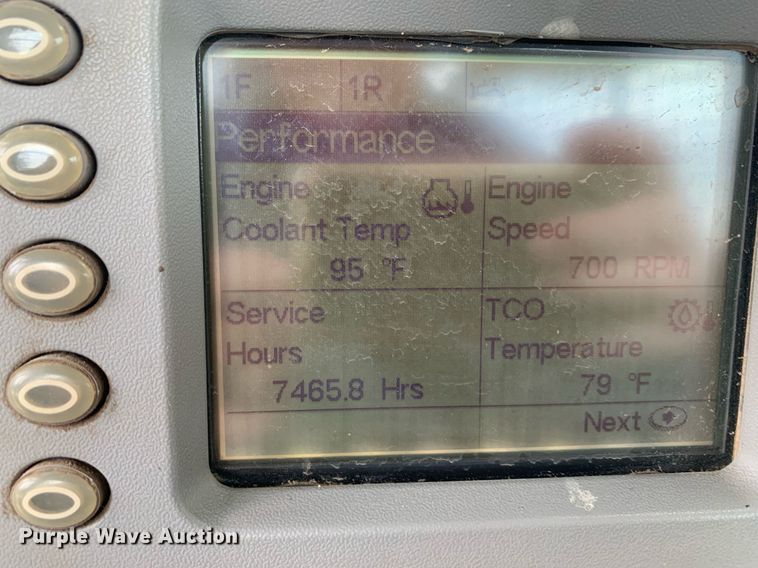 1F 1R
Performance
Engine
Coolant Temp
95 °F
Engine
Speed
700 RPM
Service
Hours
7465.8 Hrs
TCO
Temperature
79 °F
Next
Purple Wave Auction